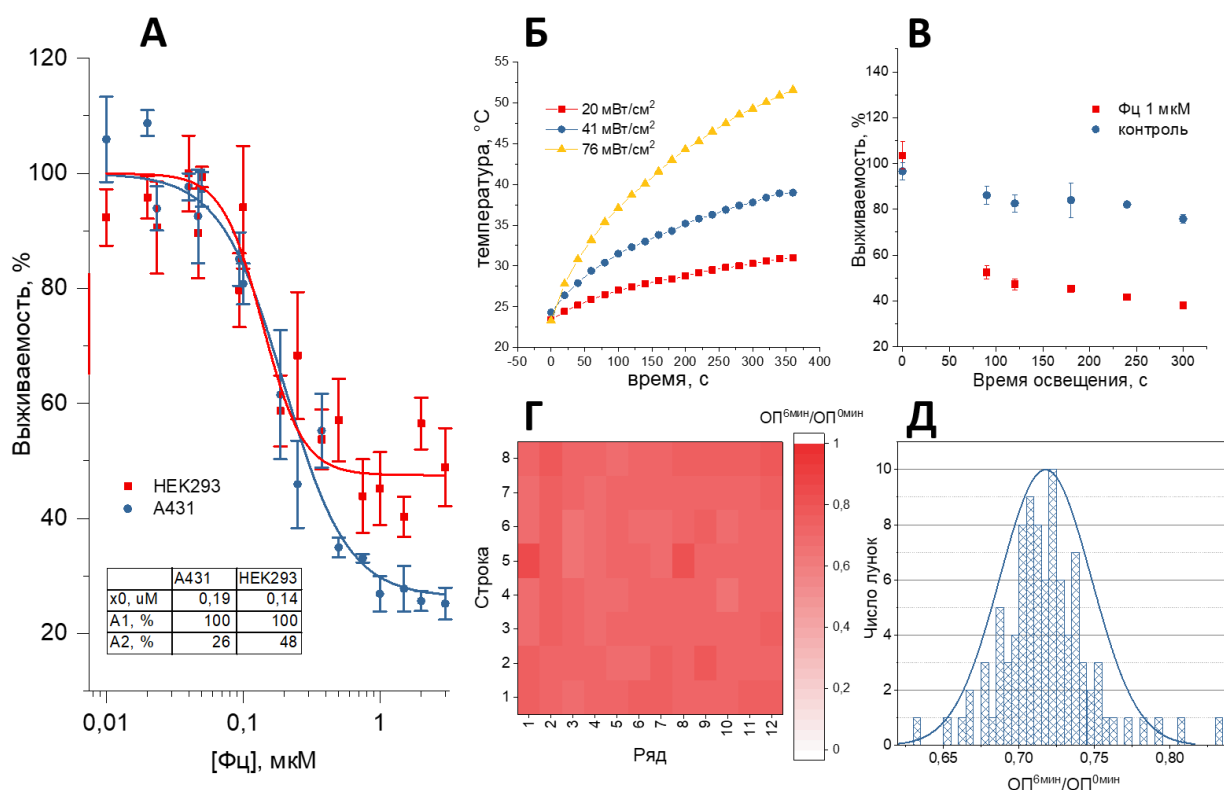 А
120
100
80
60
40
20
Выживаемость, %
HEK293
A431
A431 HEK293
x0, uM 0,19 0,14
A1, % 100 100
A2, % 26 48
0,01 0,1 1
[Фц], мкМ
Б
55
50
45
40
35
30
25
20
температура, °C
20 мВт/см²
41 мВт/см²
76 мВт/см²
-50 0 50 100 150 200 250 300 350 400
время, с
В
140
120
100
80
60
40
20
Выживаемость, %
Фц 1 мкМ
контроль
0 50 100 150 200 250 300
Время освещения, с
Г
ОП⁶ᵐⁱⁿ/ОП⁰ᵐⁱⁿ
8
7
6
5
4
3
2
1
Строка
1 2 3 4 5 6 7 8 9 10 11 12
Ряд
1
0,8
0,6
0,4
0,2
0
Д
10
8
6
4
2
0
Число лунок
0,65 0,70 0,75 0,80
ОП⁶ᵐⁱⁿ/ОП⁰ᵐⁱⁿ